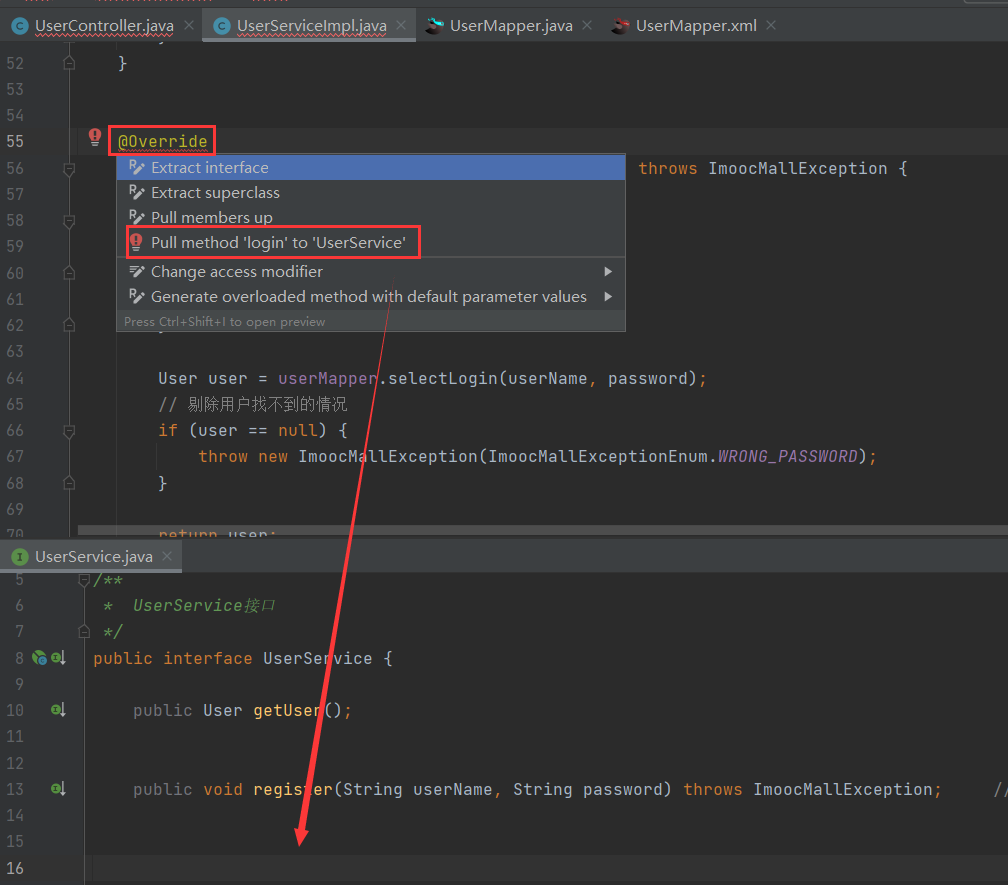 UserController.java
UserServiceImpl.java
UserMapper.java
UserMapper.xml
52 }
53
54
55 @Override
Extract interface
56 throws ImoocMallException {
57 Extract superclass
58 Pull members up
59 Pull method 'login' to 'UserService'
60 Change access modifier
61 Generate overloaded method with default parameter values
62 Press Ctrl+Shift+I to open preview
63
64 User user = userMapper.selectLogin(userName, password);
65 // 剔除用户找不到的情况
66 if (user == null) {
67 throw new ImoocMallException(ImoocMallExceptionEnum.WRONG_PASSWORD);
68 }
69
70 return user;
UserService.java
5 /**
6 * UserService接口
7 */
8 public interface UserService {
9
10 public User getUser();
11
12
13 public void register(String userName, String password) throws ImoocMallException; //
14
15
16